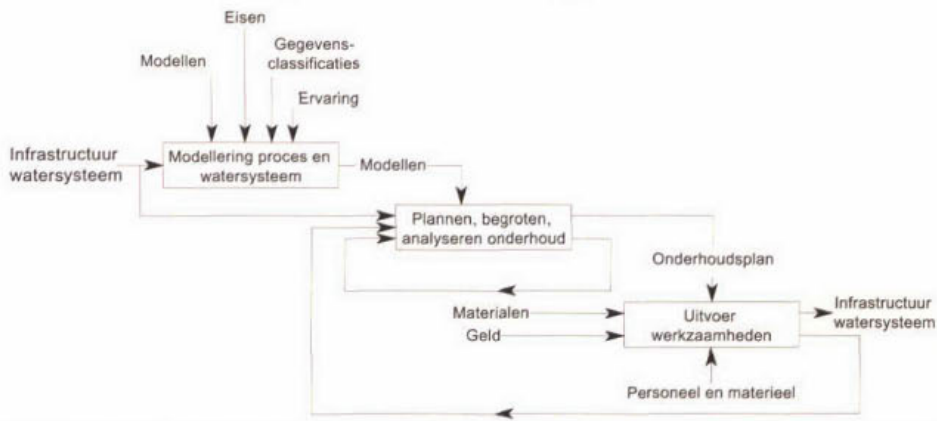 Eisen
Gegevens-
classificaties
Modellen
Ervaring
Infrastructuur
watersysteem
Modellering proces en
watersysteem
Modellen
Plannen, begroten,
analyseren onderhoud
Onderhoudsplan
Materialen
Geld
Uitvoer
werkzaamheden
Infrastructuur
watersysteem
Personeel en materieel